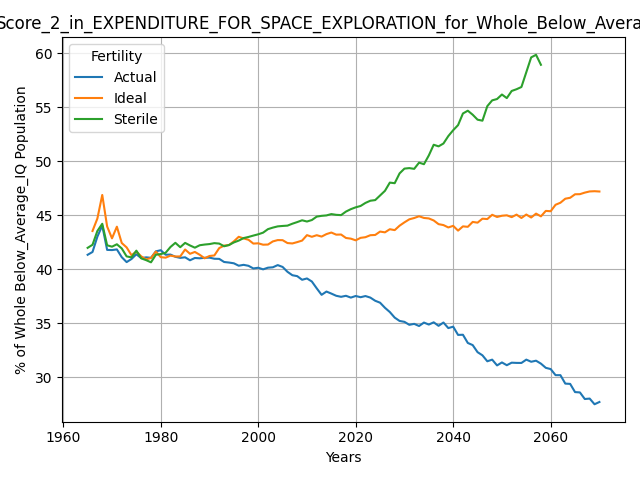 Score_2_in_EXPENDITURE_FOR_SPACE_EXPLORATION_for_Whole_Below_Avera
Fertility
Actual
Ideal
Sterile
% of Whole Below_Average_IQ Population
60
55
50
45
40
35
30
1960
1980
2000
2020
2040
2060
Years